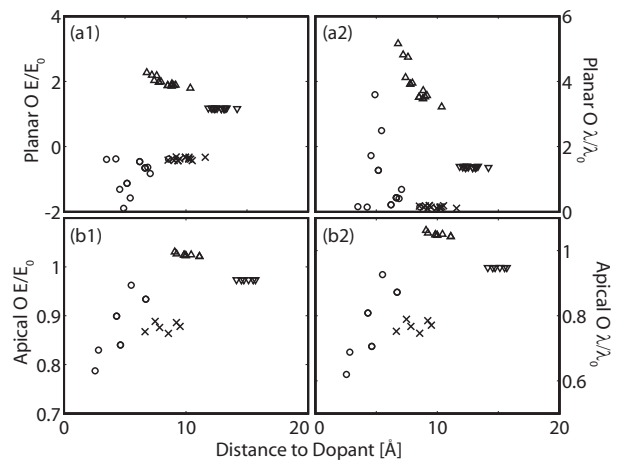 (a1)
(a2)
4
2
0
-2
Planar O E/E0
6
4
2
0
Planar O λ/λ0
(b1)
(b2)
1.1
1
0.9
0.8
0.7
Apical O E/E0
1
0.8
0.6
Apical O λ/λ0
0
10
20
0
10
20
Distance to Dopant [Å]